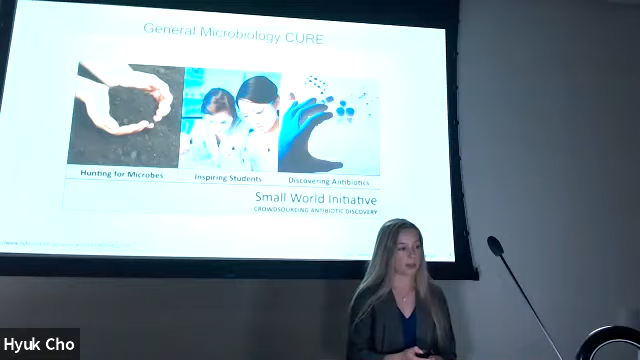 General Microbiology CURE
Hunting for Microbes
Inspiring Students
Discovering Antibiotics
Small World Initiative
CROWDSOURCING ANTIBIOTIC DISCOVERY
Hyuk Cho